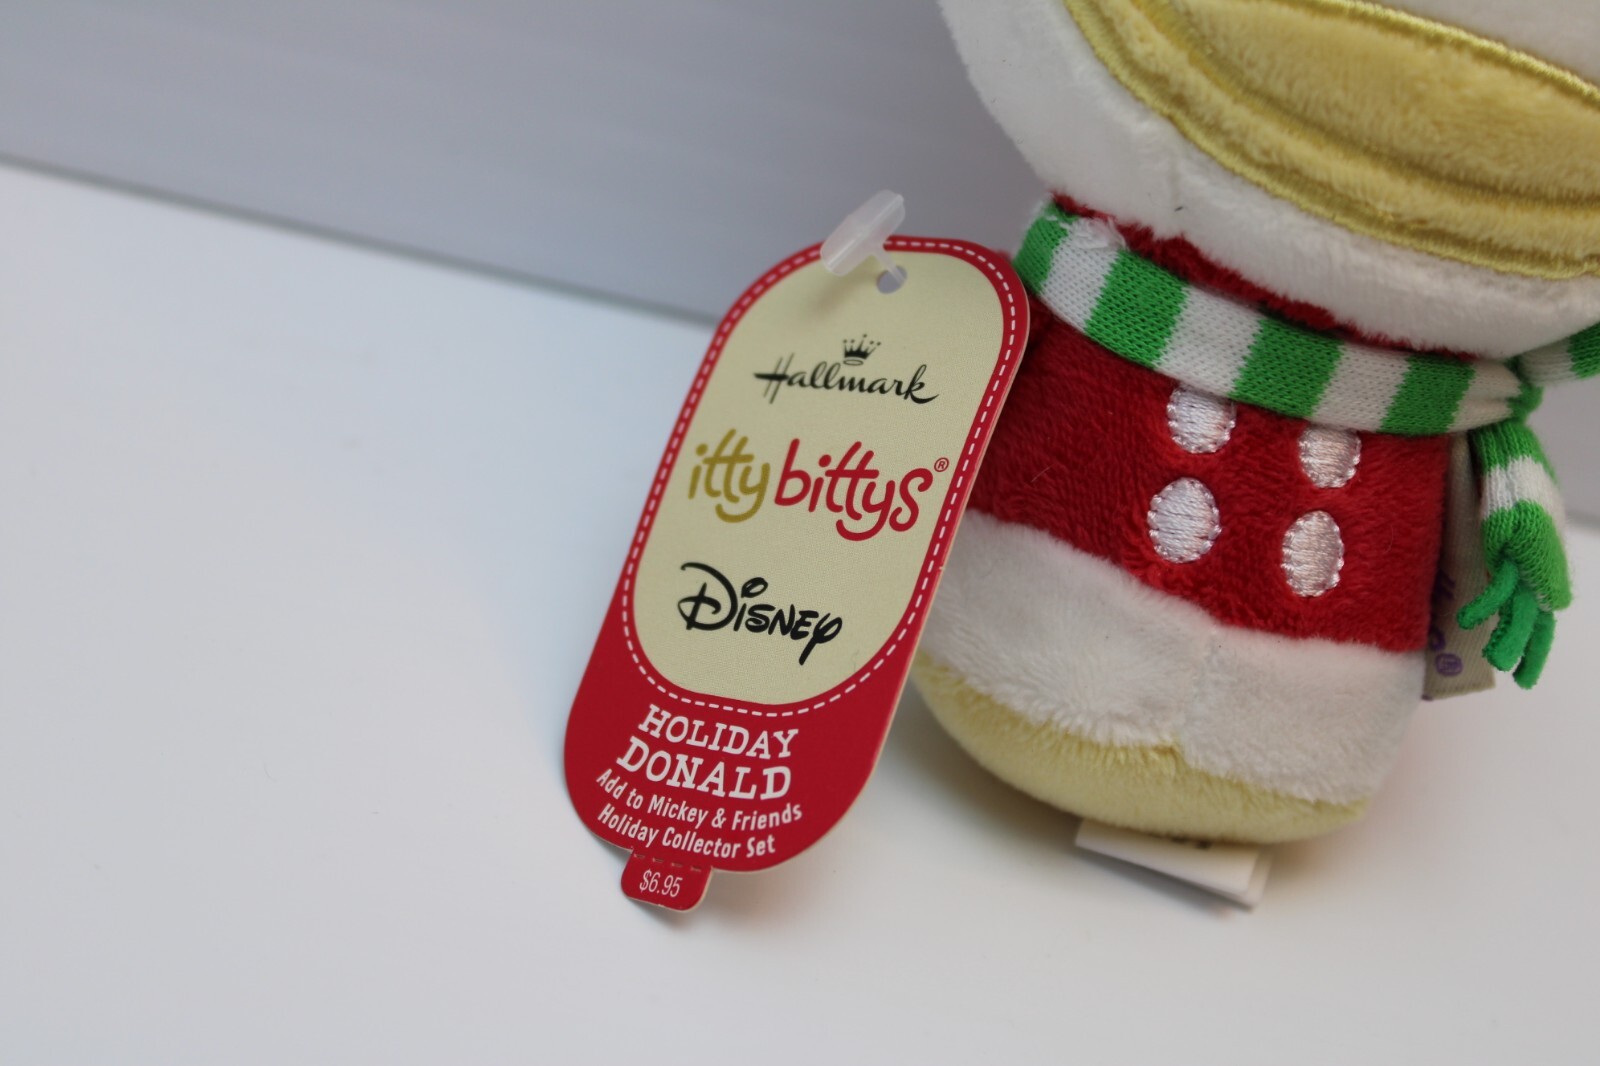 Hallmark
itty bittys®
Disney
HOLIDAY
DONALD
Add to Mickey & Friends
Holiday Collector Set
$6.95